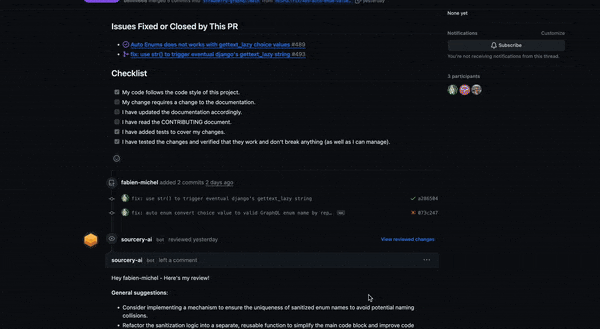 yesterday
None yet
Issues Fixed or Closed by This PR
Notifications
Customize
Auto Enums does not works with gettext_lazy choice values #489
Subscribe
fix: use str() to trigger eventual django's gettext_lazy string #493
You're not receiving notifications from this thread.
Checklist
3 participants
My code follows the code style of this project.
My change requires a change to the documentation.
I have updated the documentation accordingly.
I have read the CONTRIBUTING document.
I have added tests to cover my changes.
I have tested the changes and verified that they work and don't break anything (as well as I can manage).
fabien-michel added 2 commits 2 days ago
fix: use str() to trigger eventual django's gettext_lazy string
fix: auto enum convert choice value to valid GraphQL enum name by rep…
073c247
sourcery-ai bot reviewed yesterday
View reviewed changes
sourcery-ai bot left a comment
Hey fabien-michel - Here's my review!
General suggestions:
• Consider implementing a mechanism to ensure the uniqueness of sanitized enum names to avoid potential naming
collisions.
• Refactor the sanitization logic into a separate, reusable function to simplify the main code block and improve code